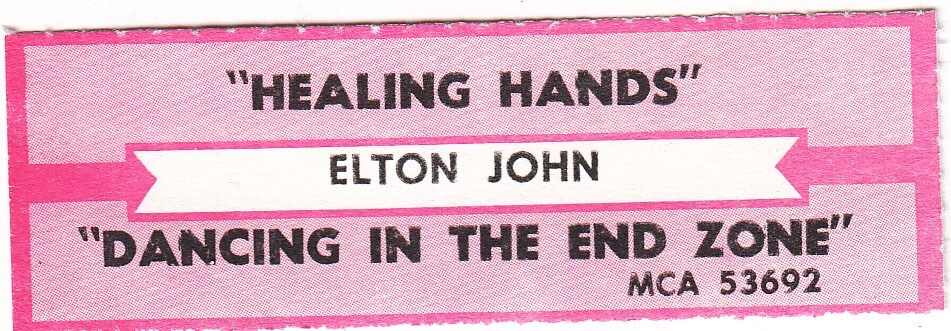 "HEALING HANDS"
ELTON JOHN
"DANCING IN THE END ZONE"
MCA 53692